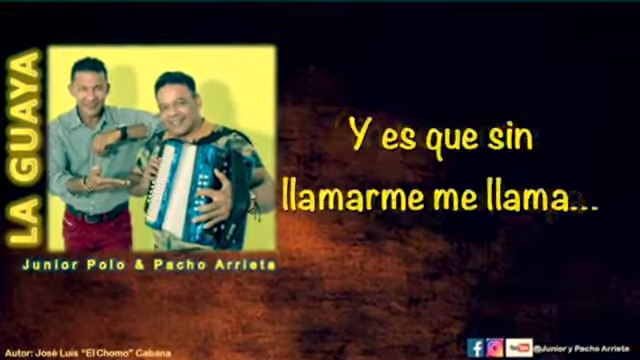 LA GUAYA
Junior Polo & Pacho Arrieta
Y es que sin
llamarme me llama...
Autor: José Luis "El Chomo" Cabana
@Junior y Pacho Arrieta